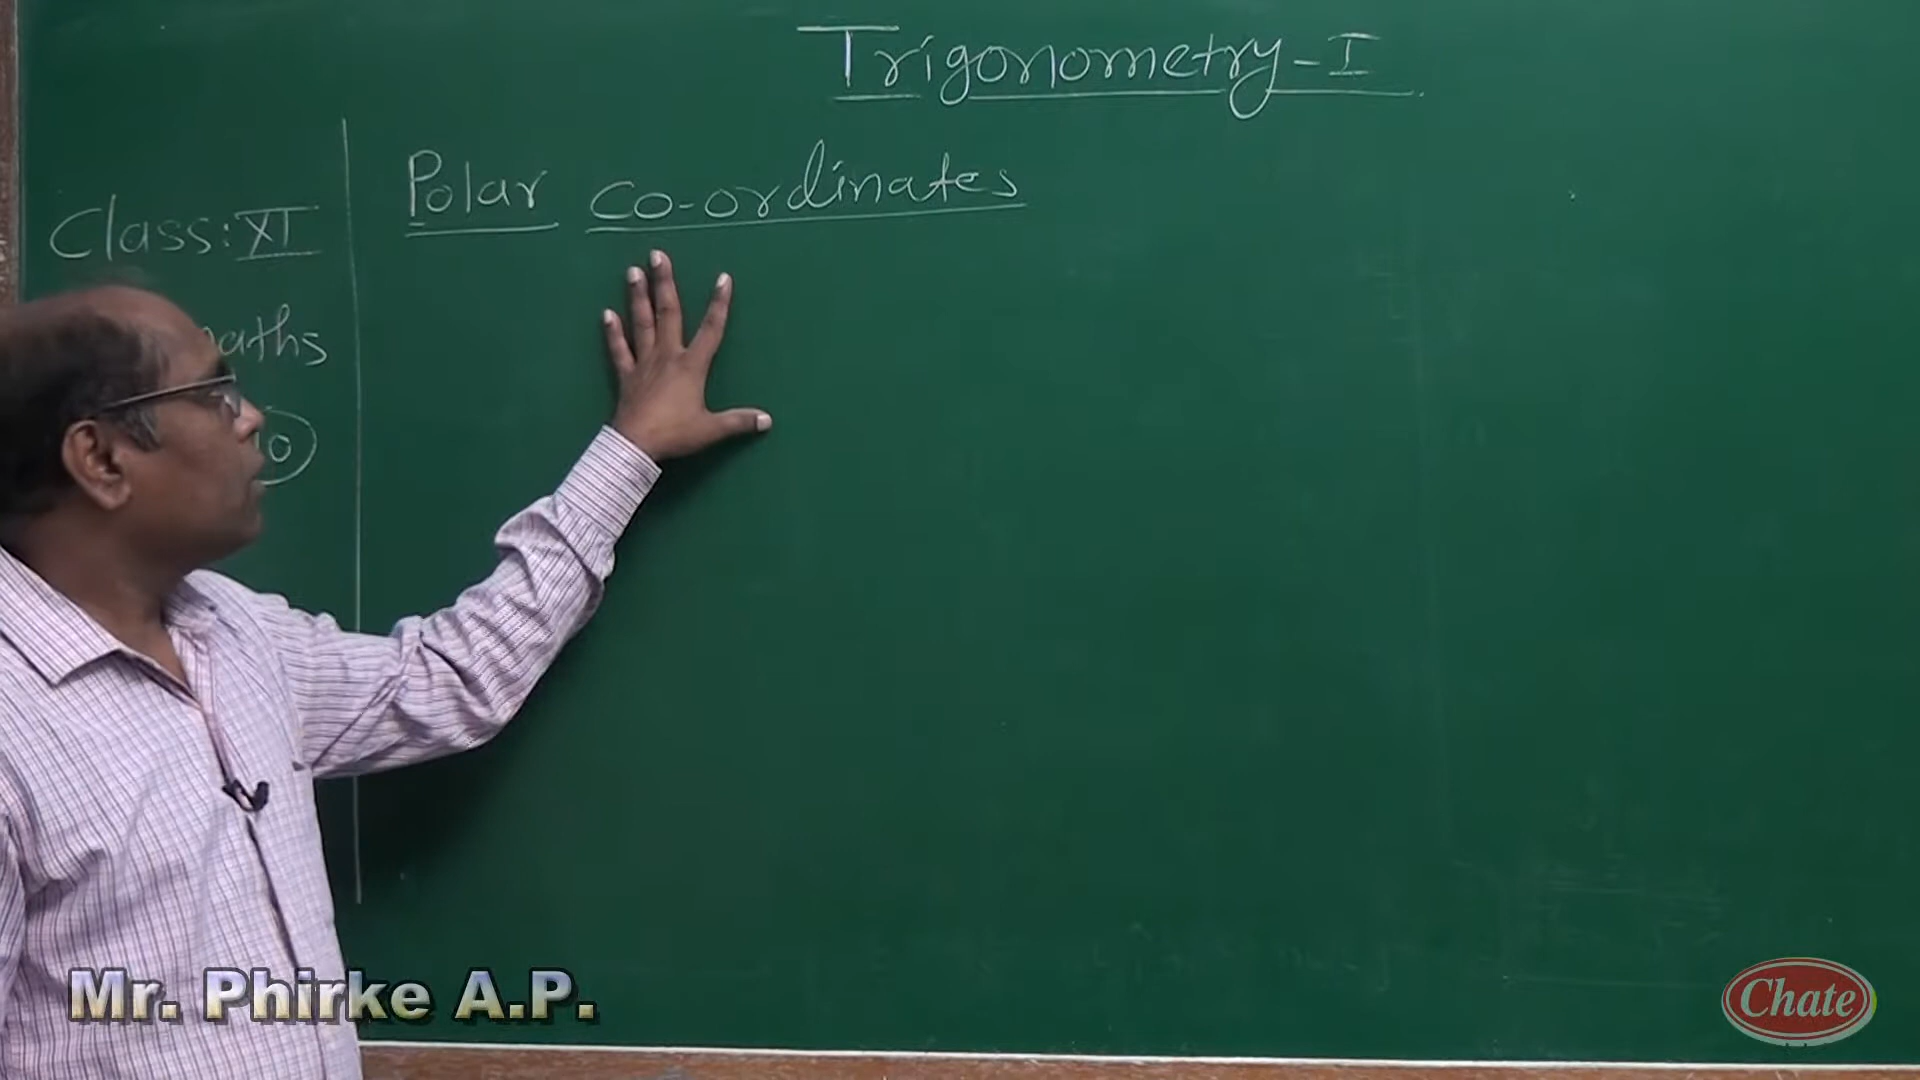 Trigonometry-I
Polar co-ordinates
Class: XI
aths
Mr. Phirke A.P.
Chate